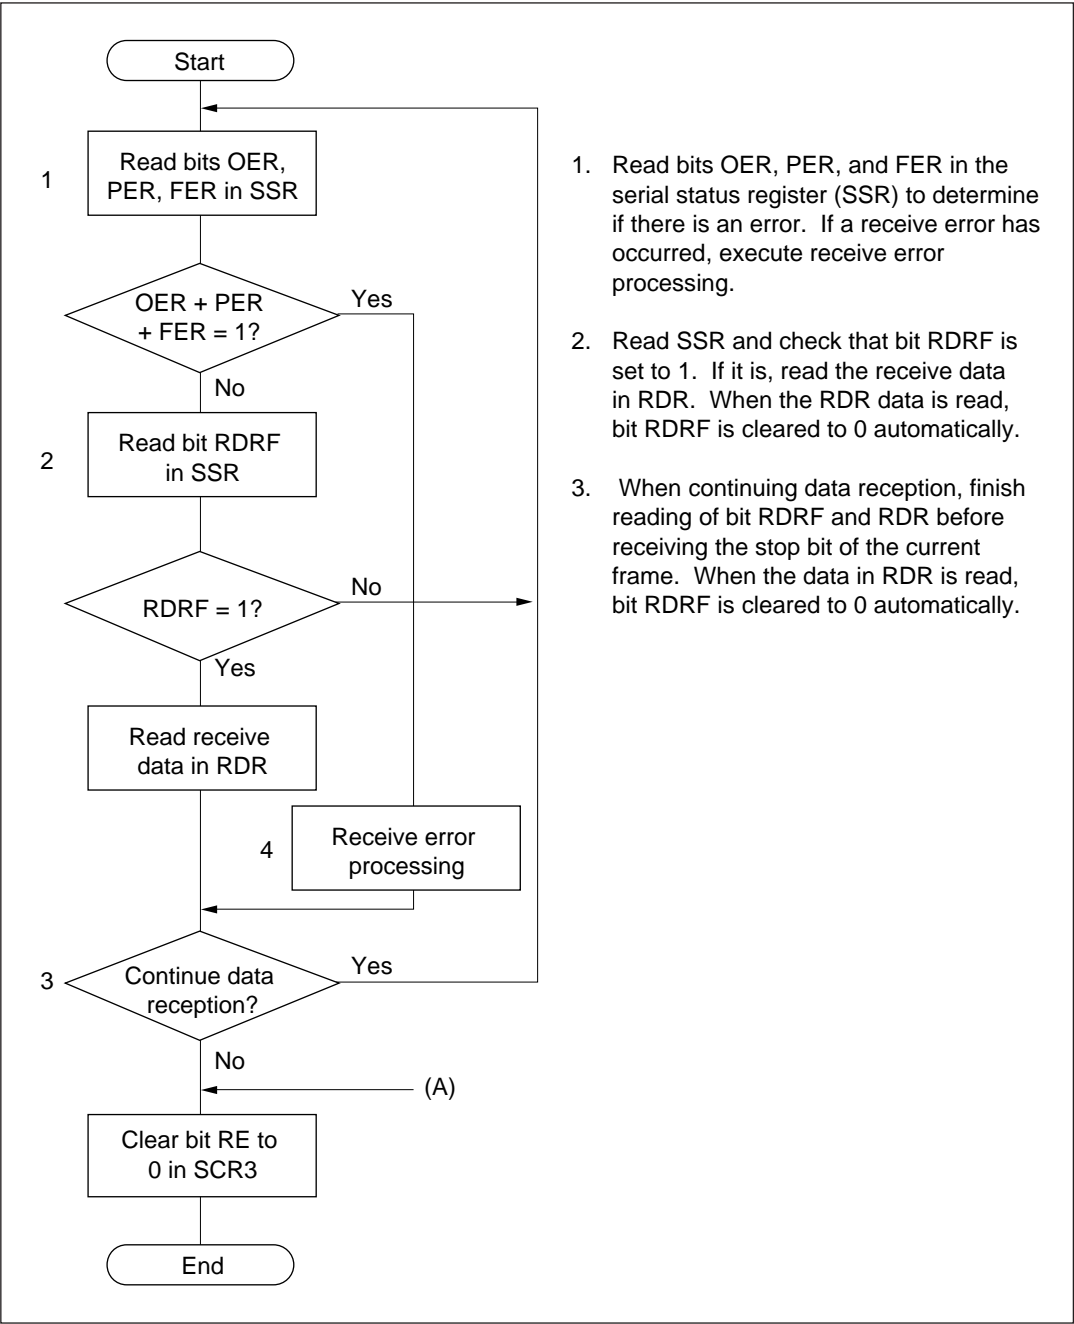 Start
1
Read bits OER,
PER, FER in SSR
OER + PER
+ FER = 1?
Yes
No
2
Read bit RDRF
in SSR
RDRF = 1?
No
Yes
Read receive
data in RDR
4
Receive error
processing
3
Continue data
reception?
Yes
No
(A)
Clear bit RE to
0 in SCR3
End
1. Read bits OER, PER, and FER in the
serial status register (SSR) to determine
if there is an error. If a receive error has
occurred, execute receive error
processing.
2. Read SSR and check that bit RDRF is
set to 1. If it is, read the receive data
in RDR. When the RDR data is read,
bit RDRF is cleared to 0 automatically.
3. When continuing data reception, finish
reading of bit RDRF and RDR before
receiving the stop bit of the current
frame. When the data in RDR is read,
bit RDRF is cleared to 0 automatically.